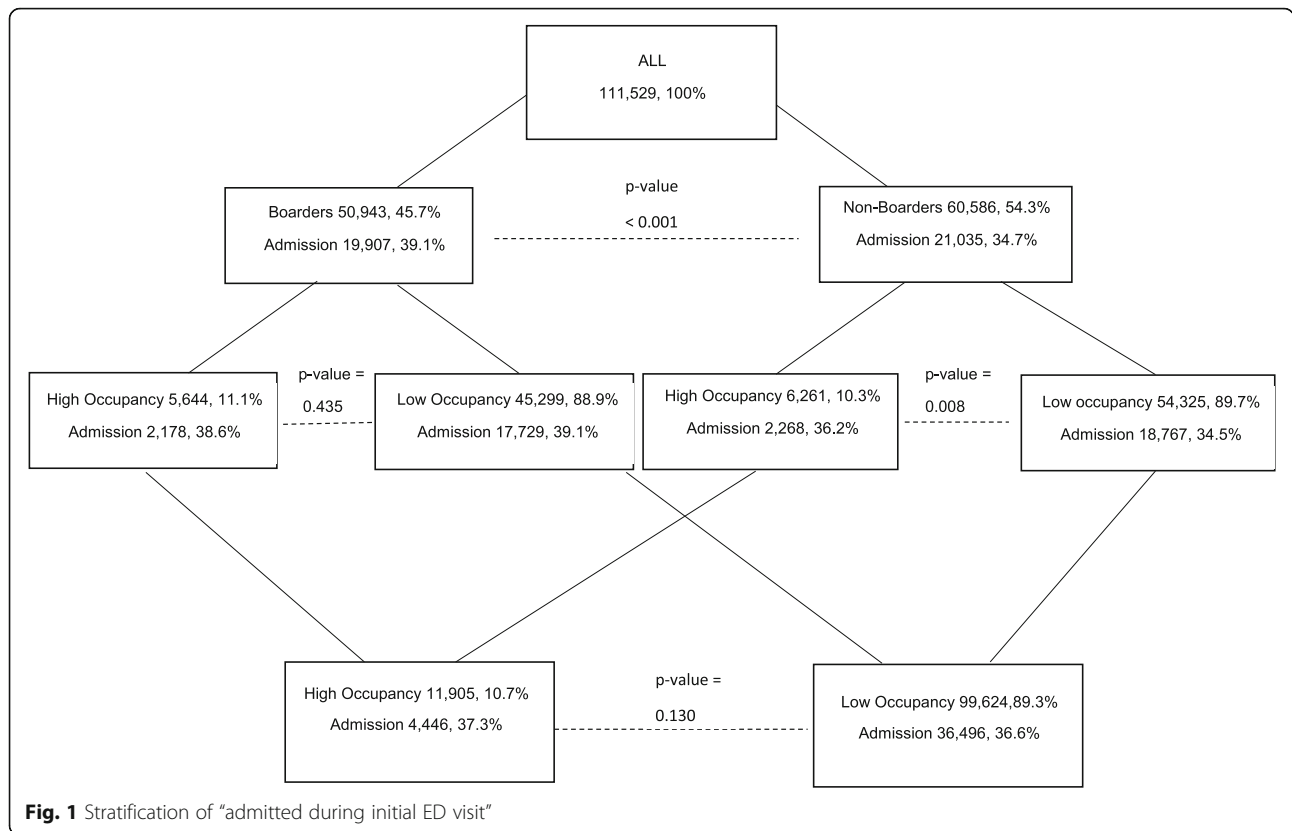 ALL
111,529, 100%
Boarders 50,943, 45.7%
Admission 19,907, 39.1%
p-value
< 0.001
Non-Boarders 60,586, 54.3%
Admission 21,035, 34.7%
High Occupancy 5,644, 11.1%
Admission 2,178, 38.6%
p-value =
0.435
Low Occupancy 45,299, 88.9%
Admission 17,729, 39.1%
High Occupancy 6,261, 10.3%
Admission 2,268, 36.2%
p-value =
0.008
Low occupancy 54,325, 89.7%
Admission 18,767, 34.5%
High Occupancy 11,905, 10.7%
Admission 4,446, 37.3%
p-value =
0.130
Low Occupancy 99,624,89.3%
Admission 36,496, 36.6%
Fig. 1 Stratification of “admitted during initial ED visit”